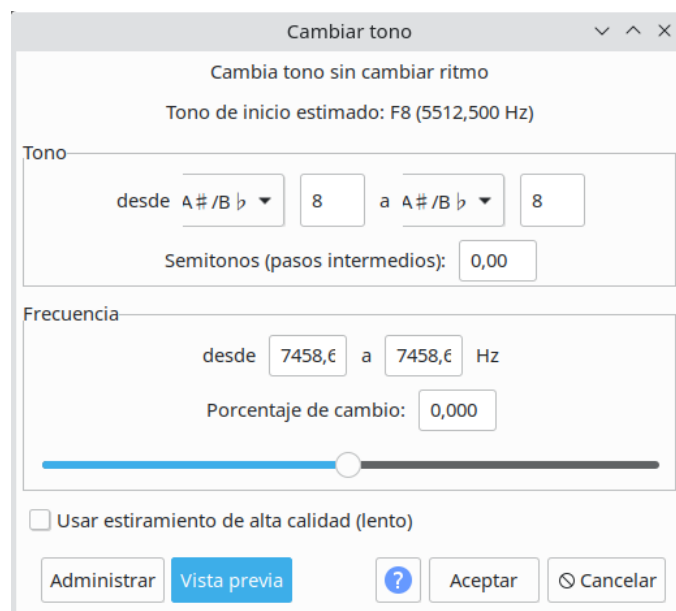 Cambiar tono
Cambia tono sin cambiar ritmo
Tono de inicio estimado: F8 (5512,500 Hz)
Tono
desde A♯/B♭ 8 a A♯/B♭ 8
Semitonos (pasos intermedios): 0,00
Frecuencia
desde 7458,6 a 7458,6 Hz
Porcentaje de cambio: 0,000
Usar estiramiento de alta calidad (lento)
Administrar Vista previa ? Aceptar Cancelar